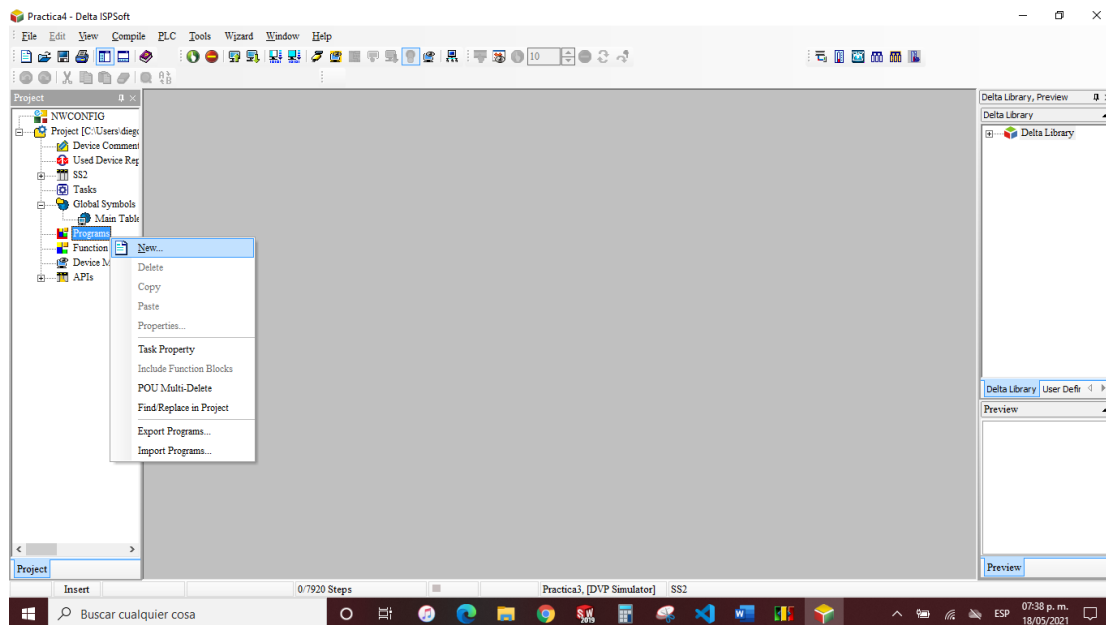 Practica4 - Delta ISPSoft
File Edit View Compile PLC Tools Wizard Window Help
10
Project
NWCONFIG
Project [C:\Users\diego
Device Comment
Used Device Rep
SS2
Tasks
Global Symbols
Main Table
Programs
Function
Device M
APIs
New...
Delete
Copy
Paste
Properties...
Task Property
Include Function Blocks
POU Multi-Delete
Find/Replace in Project
Export Programs...
Import Programs...
Project
Delta Library, Preview
Delta Library
Delta Library
Delta Library User Defir
Preview
Preview
Insert 0/7920 Steps Practica3, [DVP Simulator] SS2
Buscar cualquier cosa
ESP 07:38 p. m.
18/05/2021